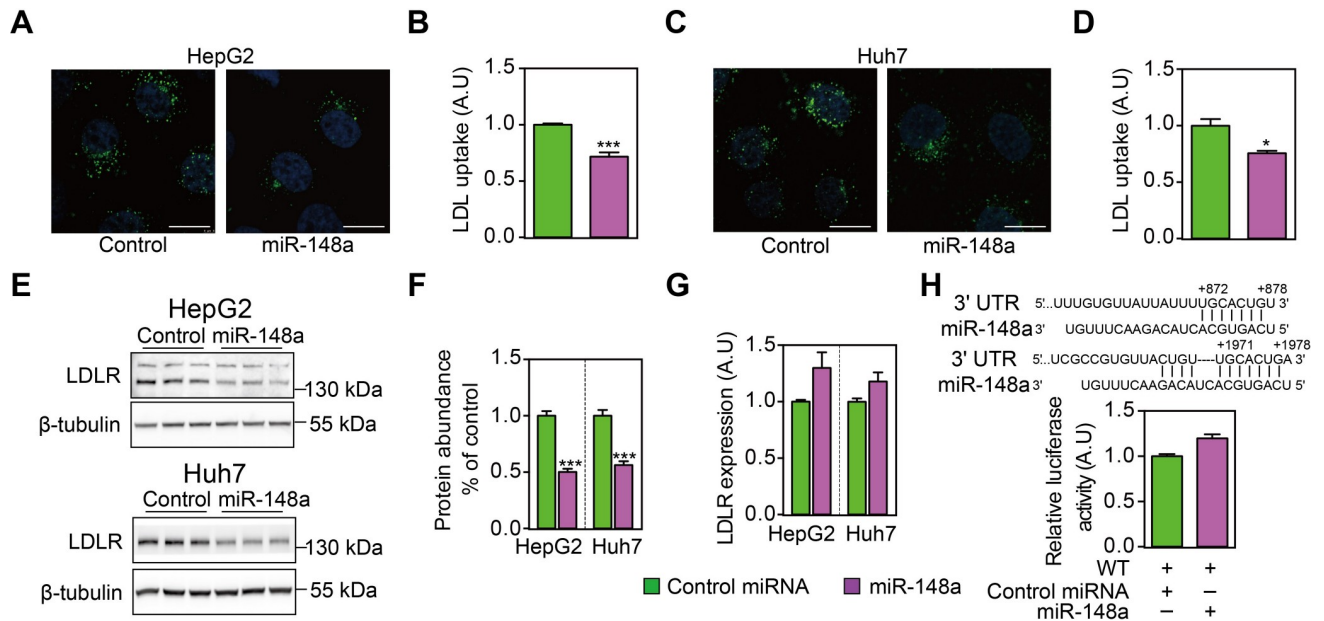 A
HepG2
Control
miR-148a
B
LDL uptake (A.U)
1.5
1.0
0.5
0.0
***
C
Huh7
Control
miR-148a
D
LDL uptake (A.U)
1.5
1.0
0.5
0.0
*
E
HepG2
Control miR-148a
LDLR
130 kDa
β-tubulin
55 kDa
Huh7
Control miR-148a
LDLR
130 kDa
β-tubulin
55 kDa
F
Protein abundance
% of control
1.5
1.0
0.5
0.0
*** ***
HepG2 Huh7
G
LDLR expression (A.U)
1.5
1.0
0.5
0.0
HepG2 Huh7
Control miRNA miR-148a
H
+872 +878
3' UTR 5'...UUUGUGUUAUUAUUUUGCACUGU 3'
miR-148a 3' UGUUUCAAGACAUCACGUGACU 5'
+1971 +1978
3' UTR 5'...UCGCCGUGUUACUGU----UGCACUGA 3'
miR-148a 3' UGUUUCAAGACAUCACGUGACU 5'
Relative luciferase
activity (A.U)
1.5
1.0
0.5
0.0
WT + +
Control miRNA + –
miR-148a – +